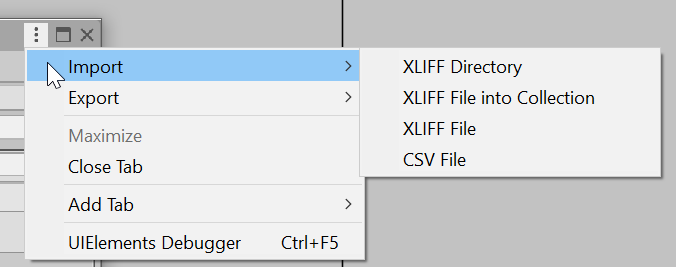 Import
Export
Maximize
Close Tab
Add Tab
UIElements Debugger Ctrl+F5
XLIFF Directory
XLIFF File into Collection
XLIFF File
CSV File